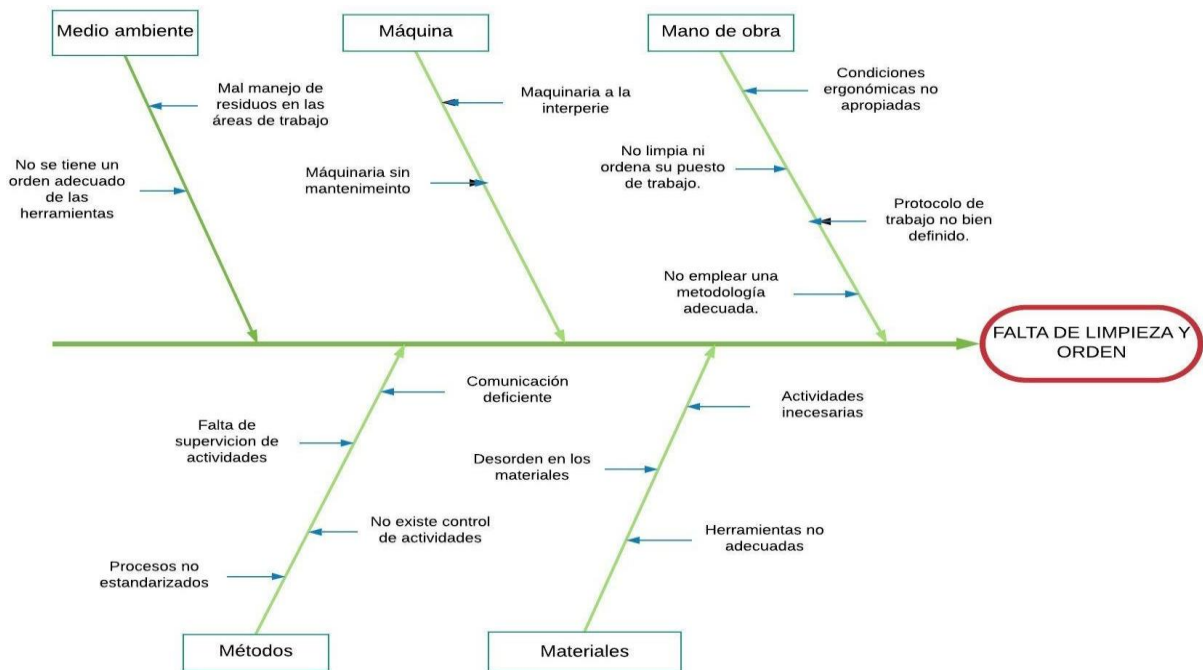 Medio ambiente
Máquina
Mano de obra
Mal manejo de
residuos en las
áreas de trabajo
No se tiene un
orden adecuado
de las
herramientas
Maquinaria a la
interperie
Máquinaria sin
mantenimeinto
Condiciones
ergonómicas no
apropiadas
No limpia ni
ordena su puesto
de trabajo.
Protocolo de
trabajo no bien
definido.
No emplear una
metodología
adecuada.
FALTA DE LIMPIEZA Y
ORDEN
Comunicación
deficiente
Falta de
supervicion de
actividades
No existe control
de actividades
Procesos no
estandarizados
Actividades
inecesarias
Desorden en los
materiales
Herramientas no
adecuadas
Métodos
Materiales